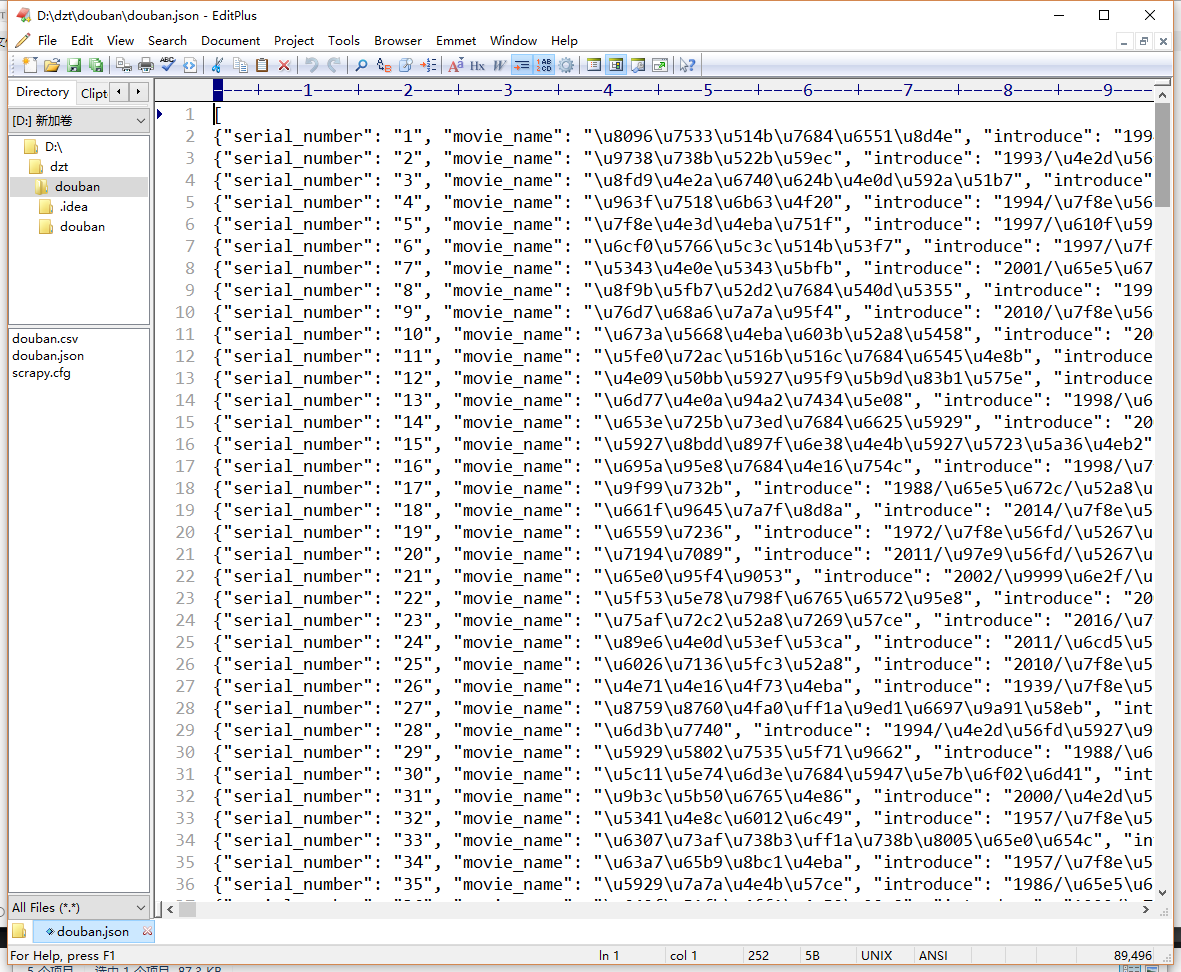 D:\dzt\douban\douban.json - EditPlus
File Edit View Search Document Project Tools Browser Emmet Window Help
Directory Clipt
----+----1----+----2----+----3----+----4----+----5----+----6----+----7----+----8----+----9----
[D:] 新加卷
D:\
dzt
douban
.idea
douban
douban.csv
douban.json
scrapy.cfg
1 [
2 {"serial_number": "1", "movie_name": "\u8096\u7533\u514b\u7684\u6551\u8d4e", "introduce": "199
3 {"serial_number": "2", "movie_name": "\u9738\u738b\u522b\u59ec", "introduce": "1993/\u4e2d\u56
4 {"serial_number": "3", "movie_name": "\u8fd9\u4e2a\u6740\u624b\u4e0d\u592a\u51b7", "introduce"
5 {"serial_number": "4", "movie_name": "\u963f\u7518\u6b63\u4f20", "introduce": "1994/\u7f8e\u56
6 {"serial_number": "5", "movie_name": "\u7f8e\u4e3d\u4eba\u751f", "introduce": "1997/\u610f\u59
7 {"serial_number": "6", "movie_name": "\u6cf0\u5766\u5c3c\u514b\u53f7", "introduce": "1997/\u7f
8 {"serial_number": "7", "movie_name": "\u5343\u4e0e\u5343\u5bfb", "introduce": "2001/\u65e5\u67
9 {"serial_number": "8", "movie_name": "\u8f9b\u5fb7\u52d2\u7684\u540d\u5355", "introduce": "199
10 {"serial_number": "9", "movie_name": "\u76d7\u68a6\u7a7a\u95f4", "introduce": "2010/\u7f8e\u56
11 {"serial_number": "10", "movie_name": "\u673a\u5668\u4eba\u603b\u52a8\u5458", "introduce": "20
12 {"serial_number": "11", "movie_name": "\u5fe0\u72ac\u516b\u516c\u7684\u6545\u4e8b", "introduce
13 {"serial_number": "12", "movie_name": "\u4e09\u50bb\u5927\u95f9\u5b9d\u83b1\u575e", "introduce
14 {"serial_number": "13", "movie_name": "\u6d77\u4e0a\u94a2\u7434\u5e08", "introduce": "1998/\u6
15 {"serial_number": "14", "movie_name": "\u653e\u725b\u73ed\u7684\u6625\u5929", "introduce": "20
16 {"serial_number": "15", "movie_name": "\u5927\u8bdd\u897f\u6e38\u4e4b\u5927\u5723\u5a36\u4eb2"
17 {"serial_number": "16", "movie_name": "\u695a\u95e8\u7684\u4e16\u754c", "introduce": "1998/\u7
18 {"serial_number": "17", "movie_name": "\u9f99\u732b", "introduce": "1988/\u65e5\u672c/\u52a8\u
19 {"serial_number": "18", "movie_name": "\u661f\u9645\u7a7f\u8d8a", "introduce": "2014/\u7f8e\u5
20 {"serial_number": "19", "movie_name": "\u6559\u7236", "introduce": "1972/\u7f8e\u56fd/\u5267\u
21 {"serial_number": "20", "movie_name": "\u7194\u7089", "introduce": "2011/\u97e9\u56fd/\u5267\u
22 {"serial_number": "21", "movie_name": "\u65e0\u95f4\u9053", "introduce": "2002/\u9999\u6e2f/\u
23 {"serial_number": "22", "movie_name": "\u5f53\u5e78\u798f\u6765\u6572\u95e8", "introduce": "20
24 {"serial_number": "23", "movie_name": "\u75af\u72c2\u52a8\u7269\u57ce", "introduce": "2016/\u7
25 {"serial_number": "24", "movie_name": "\u89e6\u4e0d\u53ef\u53ca", "introduce": "2011/\u6cd5\u5
26 {"serial_number": "25", "movie_name": "\u6026\u7136\u5fc3\u52a8", "introduce": "2010/\u7f8e\u5
27 {"serial_number": "26", "movie_name": "\u4e71\u4e16\u4f73\u4eba", "introduce": "1939/\u7f8e\u5
28 {"serial_number": "27", "movie_name": "\u8759\u8760\u4fa0\uff1a\u9ed1\u6697\u9a91\u58eb", "int
29 {"serial_number": "28", "movie_name": "\u6d3b\u7740", "introduce": "1994/\u4e2d\u56fd\u5927\u9
30 {"serial_number": "29", "movie_name": "\u5929\u5802\u7535\u5f71\u9662", "introduce": "1988/\u6
31 {"serial_number": "30", "movie_name": "\u5c11\u5e74\u6d3e\u7684\u5947\u5e7b\u6f02\u6d41", "int
32 {"serial_number": "31", "movie_name": "\u9b3c\u5b50\u6765\u4e86", "introduce": "2000/\u4e2d\u5
33 {"serial_number": "32", "movie_name": "\u5341\u4e8c\u6012\u6c49", "introduce": "1957/\u7f8e\u5
34 {"serial_number": "33", "movie_name": "\u6307\u73af\u738b3\uff1a\u738b\u8005\u65e0\u654c", "in
35 {"serial_number": "34", "movie_name": "\u63a7\u65b9\u8bc1\u4eba", "introduce": "1957/\u7f8e\u5
36 {"serial_number": "35", "movie_name": "\u5929\u7a7a\u4e4b\u57ce", "introduce": "1986/\u65e5\u6
All Files (*.*)
douban.json
For Help, press F1 ln 1 col 1 252 5B UNIX ANSI 89,496